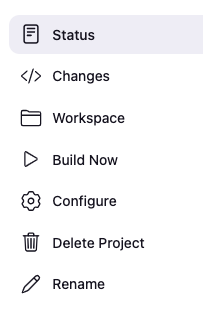 Status
Changes
Workspace
Build Now
Configure
Delete Project
Rename